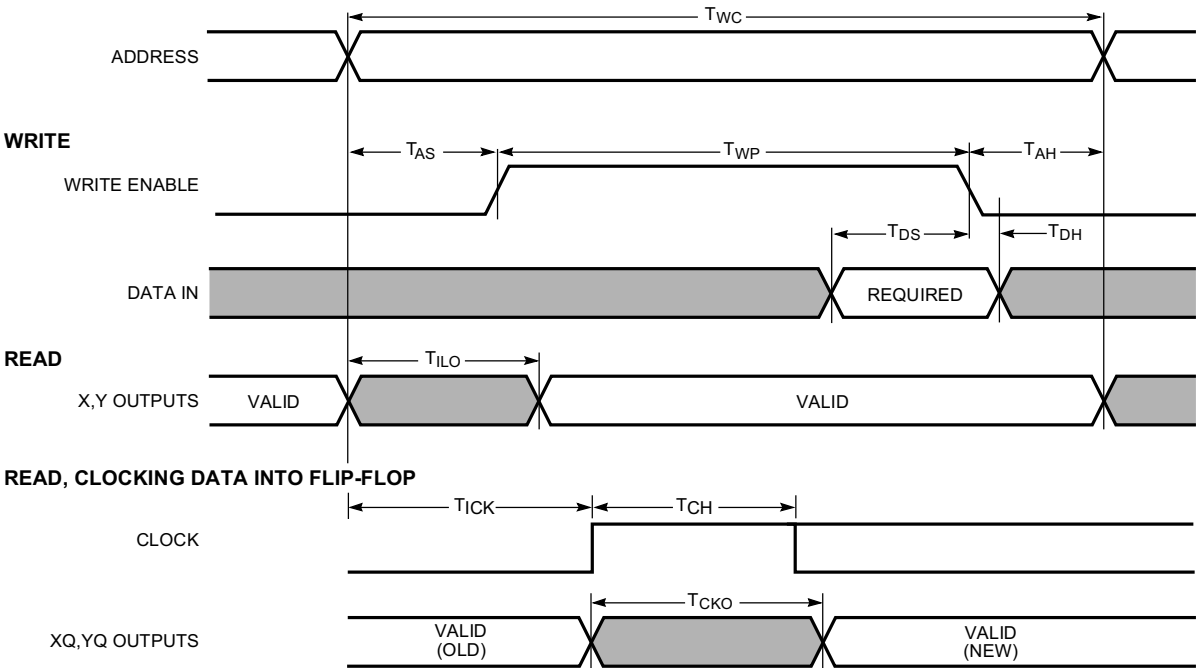 TWC
ADDRESS
WRITE
TAS
TWP
TAH
WRITE ENABLE
TDS
TDH
DATA IN
REQUIRED
READ
TILO
X,Y OUTPUTS
VALID
VALID
READ, CLOCKING DATA INTO FLIP-FLOP
TICK
TCH
CLOCK
TCKO
XQ,YQ OUTPUTS
VALID
(OLD)
VALID
(NEW)